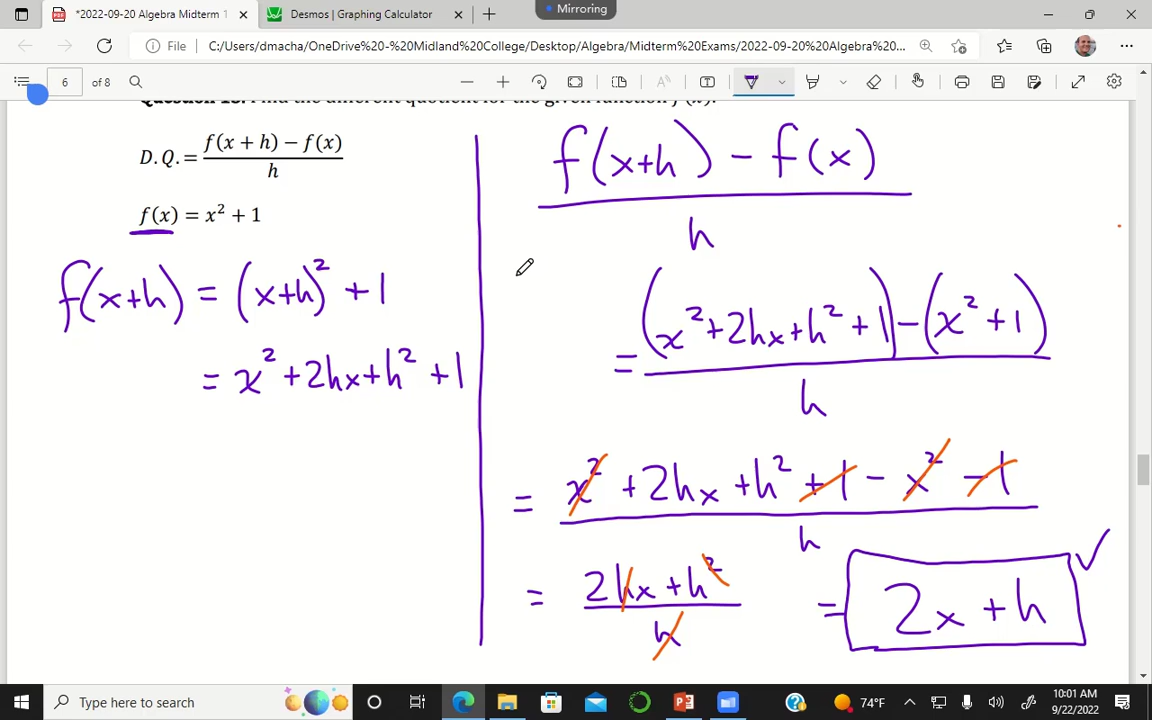 Mirroring
*2022-09-20 Algebra Midterm 1
Desmos | Graphing Calculator
File
C:/Users/dmacha/OneDrive%20-%20Midland%20College/Desktop/Algebra/Midterm%20Exams/2022-09-20%20Algebra%20...
6 of 8
D.Q. = f(x + h) − f(x) / h
f(x) = x² + 1
f(x+h) = (x+h)² + 1
= x² + 2hx + h² + 1
f(x+h) − f(x) / h
= (x² + 2hx + h² + 1) − (x² + 1) / h
= x² + 2hx + h² + 1 − x² − 1 / h
= 2hx + h² / h = 2x + h ✓
Type here to search
74°F
10:01 AM
9/22/2022